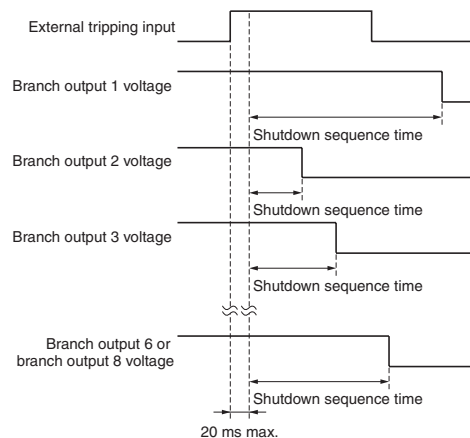 External tripping input
Branch output 1 voltage
Shutdown sequence time
Branch output 2 voltage
Shutdown sequence time
Branch output 3 voltage
Shutdown sequence time
Branch output 6 or
branch output 8 voltage
Shutdown sequence time
20 ms max.